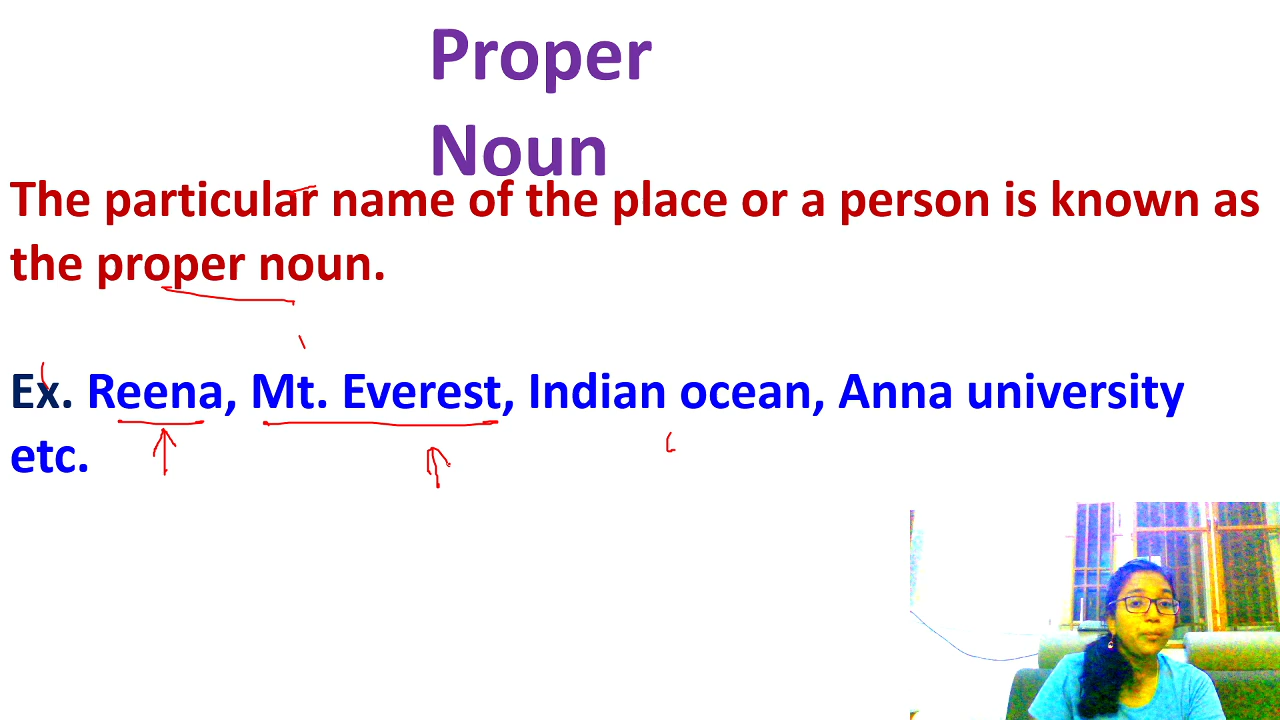 Proper
Noun
The particular name of the place or a person is known as
the proper noun.
Ex. Reena, Mt. Everest, Indian ocean, Anna university
etc.